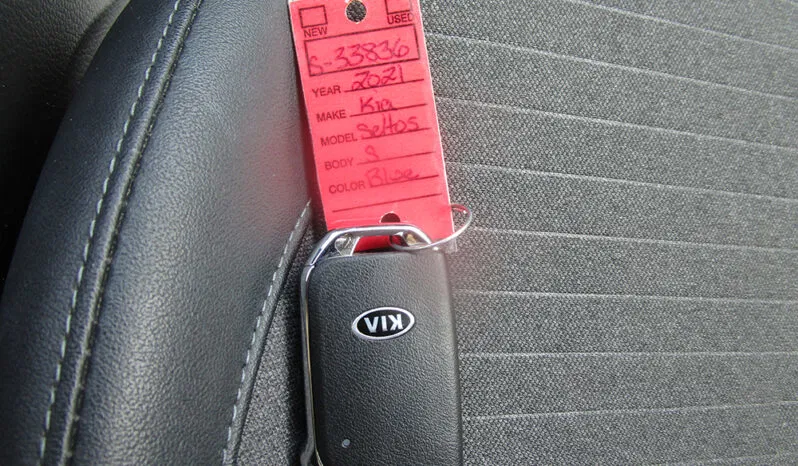 NEW USED
S-33836
YEAR 2021
MAKE Kia
MODEL Seltos
BODY S
COLOR Blue
KIA